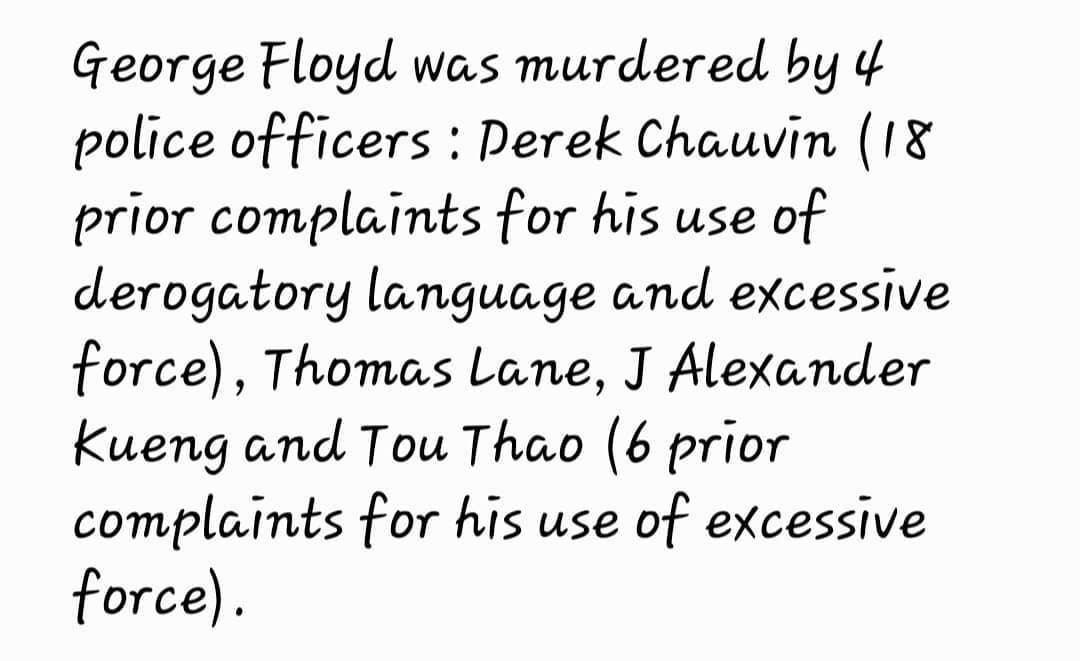 George Floyd was murdered by 4
police officers : Derek Chauvin (18
prior complaints for his use of
derogatory language and excessive
force), Thomas Lane, J Alexander
Kueng and Tou Thao (6 prior
complaints for his use of excessive
force).